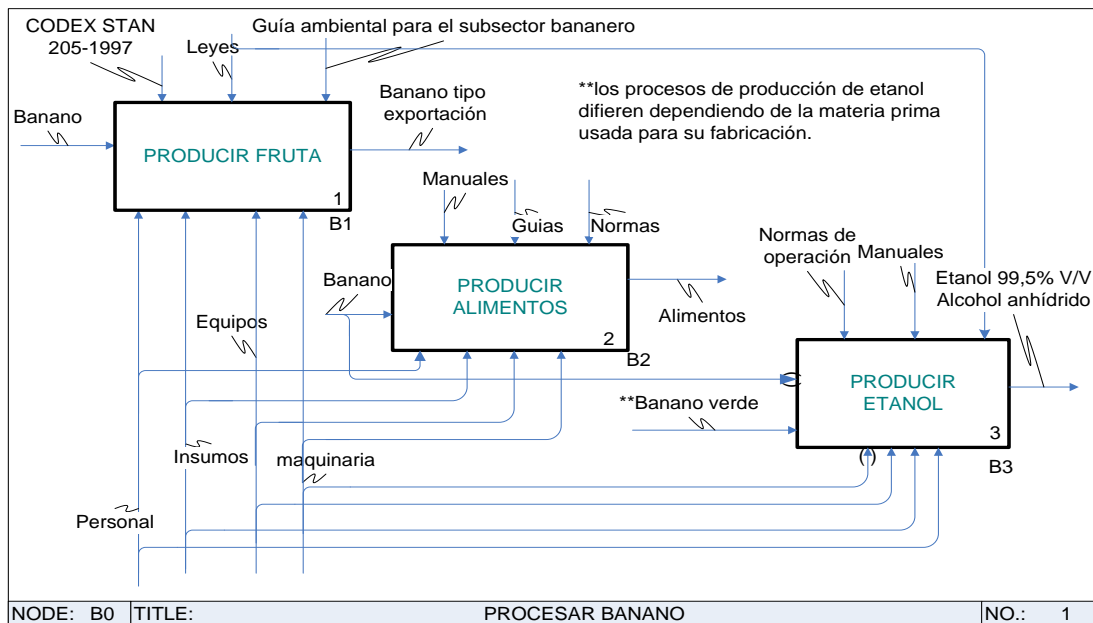 CODEX STAN
205-1997
Leyes
Guía ambiental para el subsector bananero
Banano
PRODUCIR FRUTA
1
B1
Banano tipo
exportación
**los procesos de producción de etanol
difieren dependiendo de la materia prima
usada para su fabricación.
Manuales
Guias
Normas
Banano
PRODUCIR
ALIMENTOS
2
B2
Alimentos
Normas de
operación
Manuales
Etanol 99,5% V/V
Alcohol anhídrido
**Banano verde
PRODUCIR
ETANOL
3
B3
()
Equipos
Insumos
maquinaria
Personal
NODE: B0 TITLE: PROCESAR BANANO NO.: 1